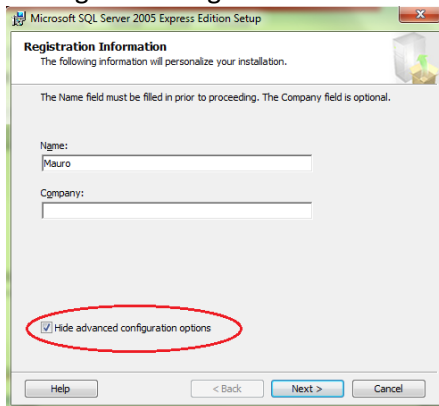 Microsoft SQL Server 2005 Express Edition Setup
Registration Information
The following information will personalize your installation.
The Name field must be filled in prior to proceeding. The Company field is optional.
Name:
Mauro
Company:
Hide advanced configuration options
Help
< Back
Next >
Cancel